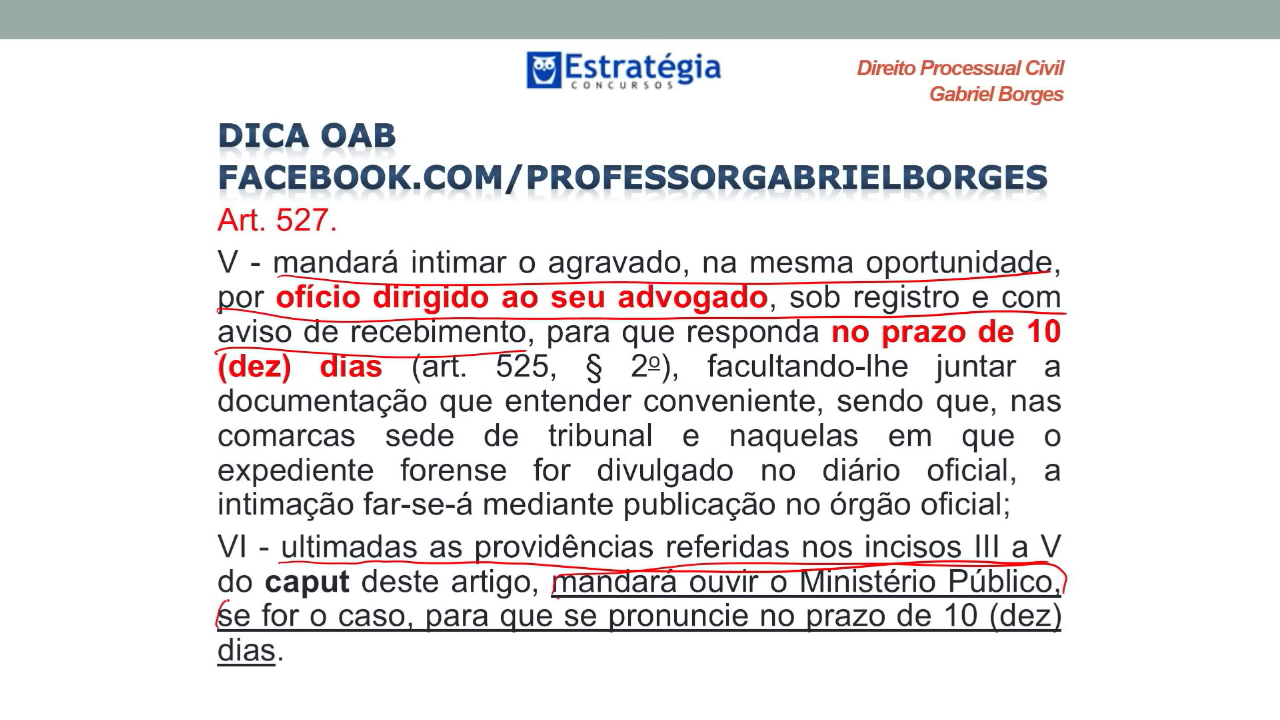 Estratégia
CONCURSOS
Direito Processual Civil
Gabriel Borges
DICA OAB
FACEBOOK.COM/PROFESSORGABRIELBORGES
Art. 527.
V - mandará intimar o agravado, na mesma oportunidade,
por ofício dirigido ao seu advogado, sob registro e com
aviso de recebimento, para que responda no prazo de 10
(dez) dias (art. 525, § 2º), facultando-lhe juntar a
documentação que entender conveniente, sendo que, nas
comarcas sede de tribunal e naquelas em que o
expediente forense for divulgado no diário oficial, a
intimação far-se-á mediante publicação no órgão oficial;
VI - ultimadas as providências referidas nos incisos III a V
do caput deste artigo, mandará ouvir o Ministério Público,
se for o caso, para que se pronuncie no prazo de 10 (dez)
dias.